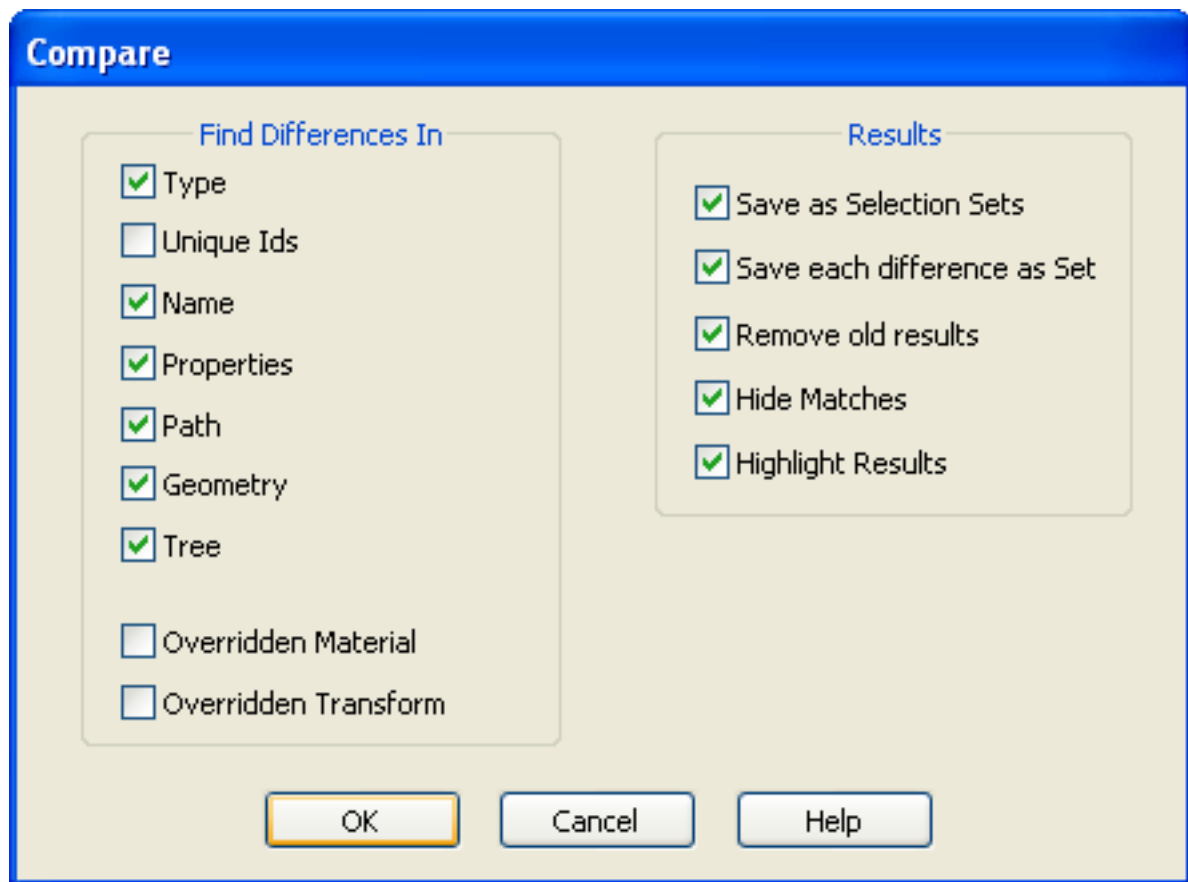 Compare
Find Differences In
Type
Unique Ids
Name
Properties
Path
Geometry
Tree
Overridden Material
Overridden Transform
Results
Save as Selection Sets
Save each difference as Set
Remove old results
Hide Matches
Highlight Results
OK
Cancel
Help